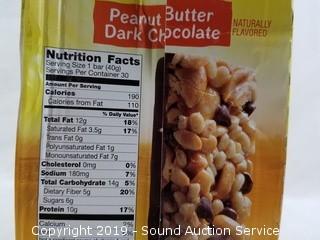 Peanut Butter
Dark Chocolate
NATURALLY
FLAVORED
Nutrition Facts
Serving Size 1 bar (40g)
Servings Per Container 30
Amount Per Serving
Calories 190
Calories from Fat 110
% Daily Value*
Total Fat 12g 18%
Saturated Fat 3.5g 17%
Trans Fat 0g
Polyunsaturated Fat 1g
Monounsaturated Fat 7g
Cholesterol 0mg 0%
Sodium 180mg 7%
Total Carbohydrate 14g 5%
Dietary Fiber 5g 20%
Sugars 6g
Protein 10g 17%
Calcium
Copyright 2019 - Sound Auction Service